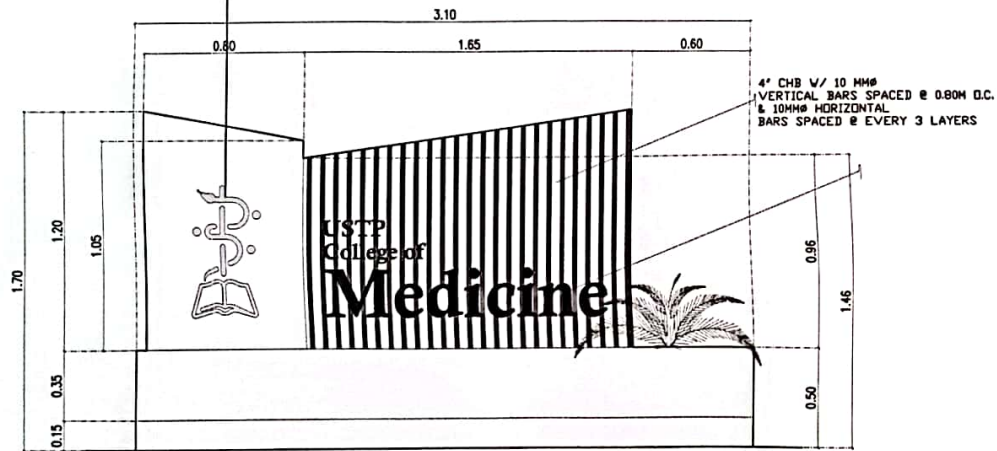 3.10
0.80
1.65
0.60
4" CHB W/ 10 MMØ
VERTICAL BARS SPACED @ 0.80M O.C.
& 10MMØ HORIZONTAL
BARS SPACED @ EVERY 3 LAYERS
1.70
1.20
1.05
0.35
0.15
USTP
College of
Medicine
0.96
1.46
0.50